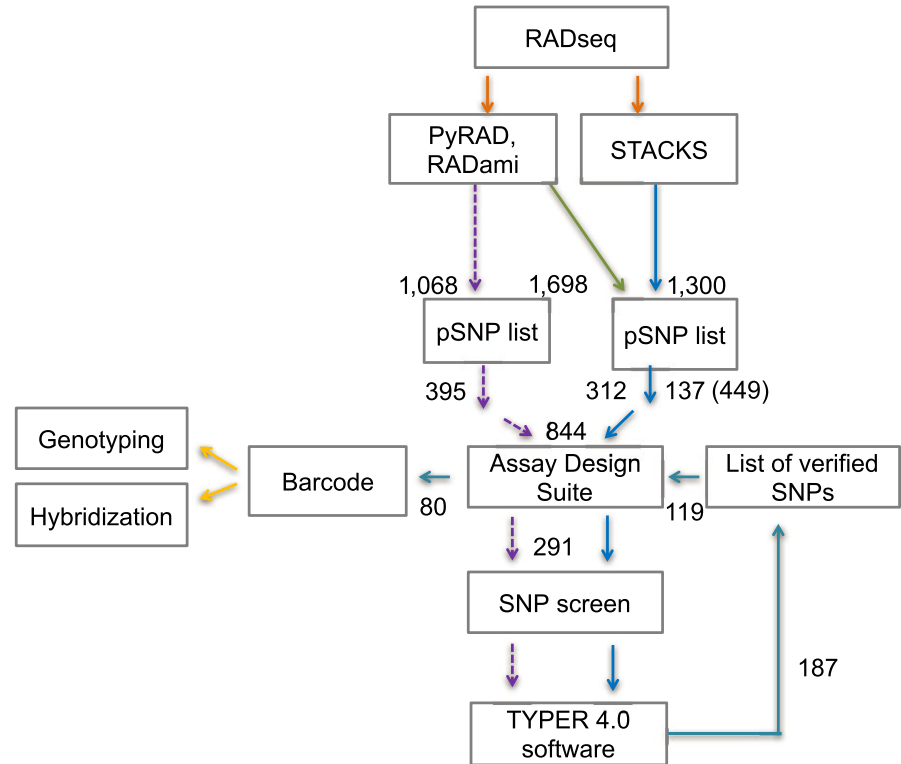 RADseq
PyRAD,
RADami
STACKS
1,068
1,698
1,300
pSNP list
pSNP list
395
312
137 (449)
844
Genotyping
Hybridization
Barcode
80
Assay Design
Suite
119
List of verified
SNPs
291
SNP screen
187
TYPER 4.0
software